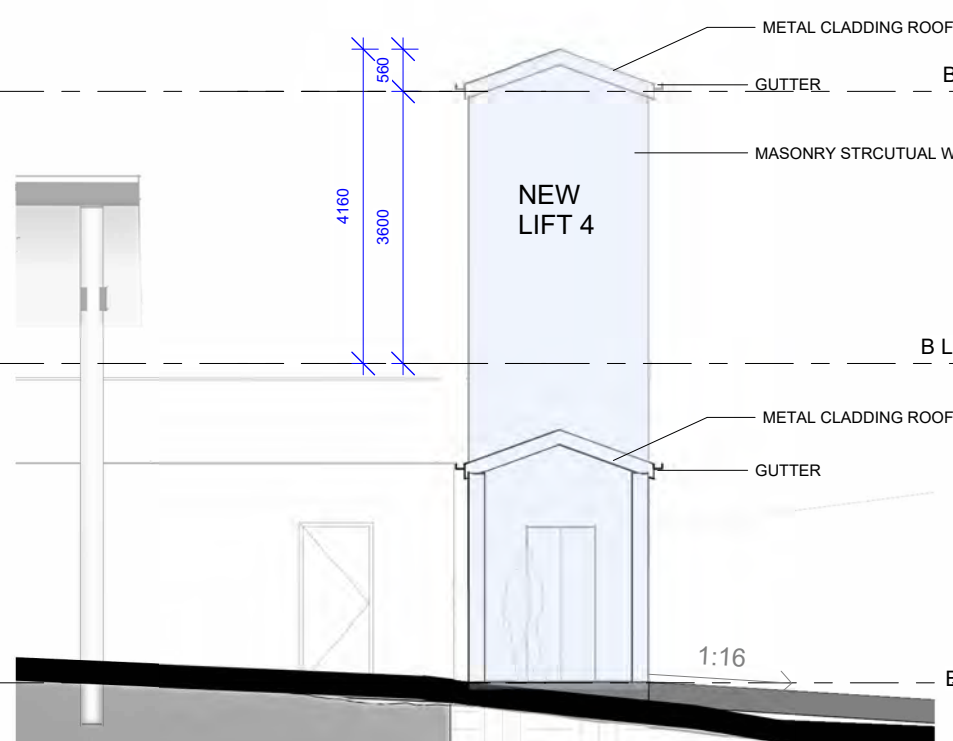 METAL CLADDING ROOF
560
GUTTER
B
MASONRY STRCUTUAL W
4160
3600
NEW
LIFT 4
B L
METAL CLADDING ROOF
GUTTER
1:16
B